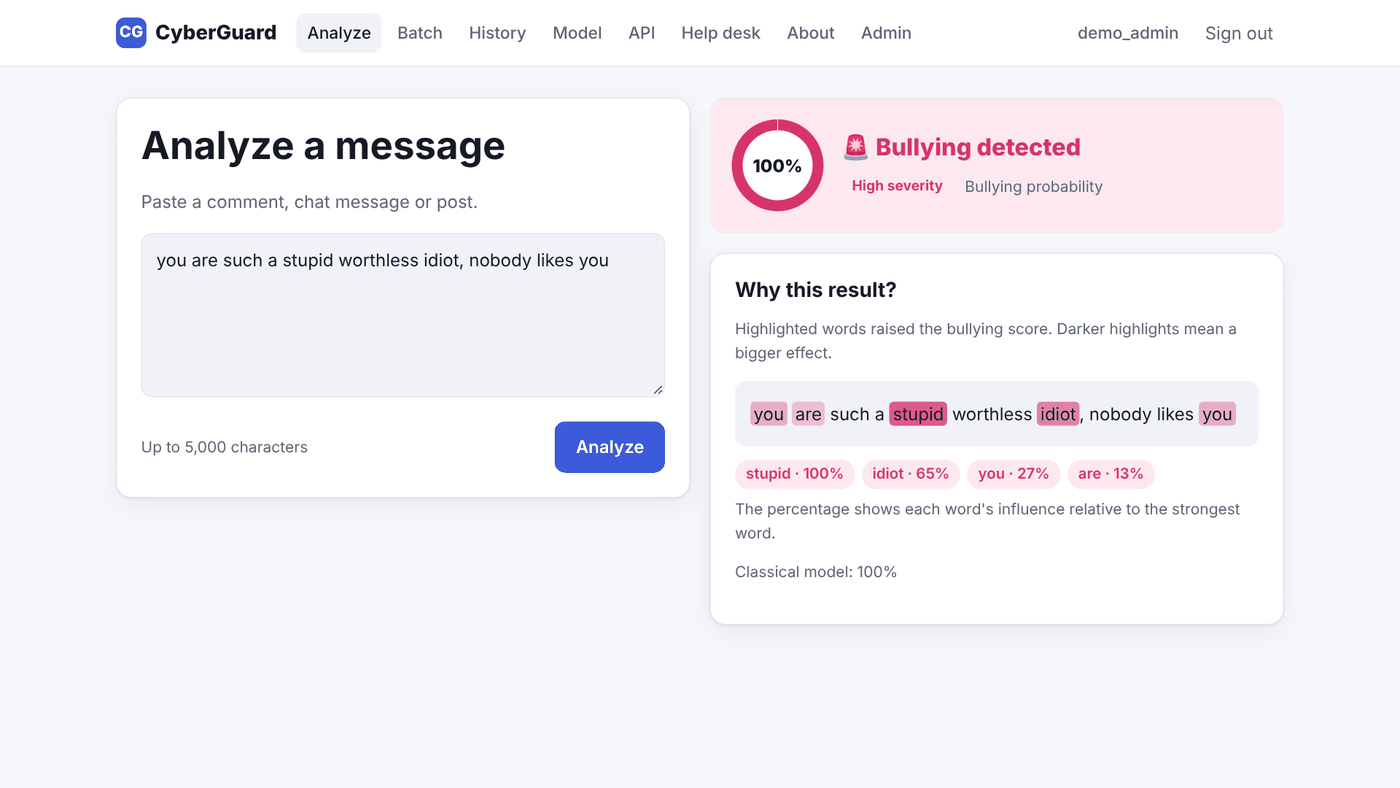 CG CyberGuard Analyze Batch History Model API Help desk About Admin demo_admin Sign out
Analyze a message
Paste a comment, chat message or post.
you are such a stupid worthless idiot, nobody likes you
Up to 5,000 characters
Analyze
100%
🚨 Bullying detected
High severity Bullying probability
Why this result?
Highlighted words raised the bullying score. Darker highlights mean a
bigger effect.
you are such a stupid worthless idiot, nobody likes you
stupid · 100% idiot · 65% you · 27% are · 13%
The percentage shows each word's influence relative to the strongest
word.
Classical model: 100%